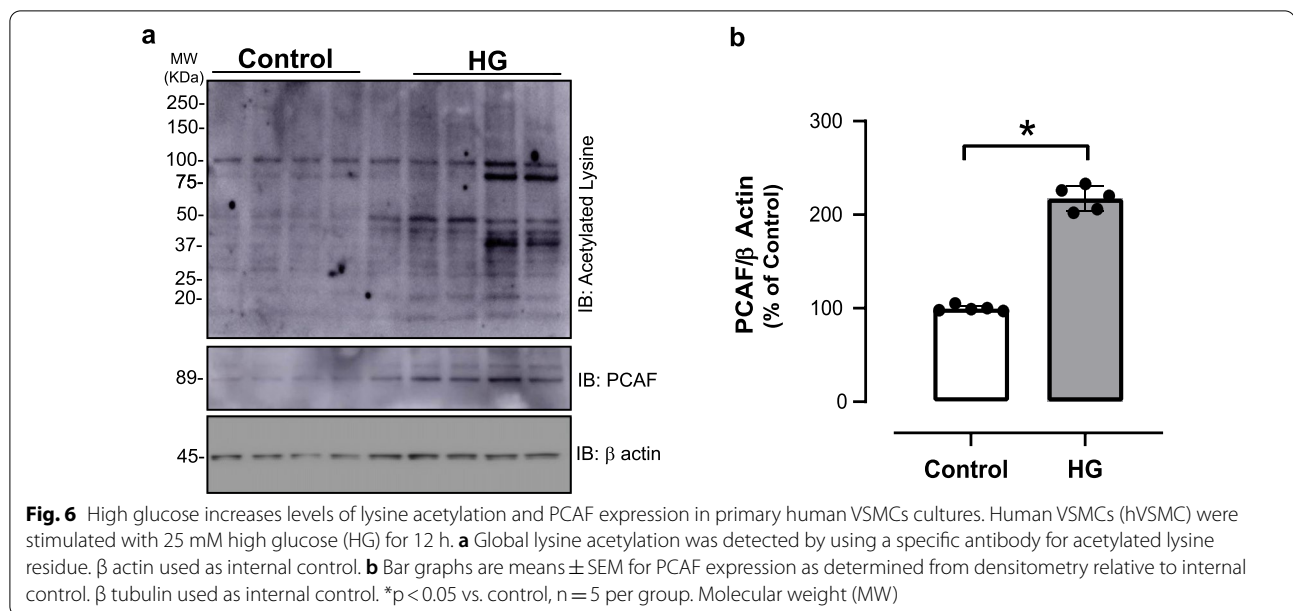 a
MW
(KDa)
Control
HG
250-
150-
100-
75-
50-
37-
25-
20-
IB: Acetylated Lysine
89-
IB: PCAF
45-
IB: β actin
b
PCAF/β Actin
(% of Control)
300
200
100
0
*
Control
HG
Fig. 6 High glucose increases levels of lysine acetylation and PCAF expression in primary human VSMCs cultures. Human VSMCs (hVSMC) were
stimulated with 25 mM high glucose (HG) for 12 h. a Global lysine acetylation was detected by using a specific antibody for acetylated lysine
residue. β actin used as internal control. b Bar graphs are means ± SEM for PCAF expression as determined from densitometry relative to internal
control. β tubulin used as internal control. *p < 0.05 vs. control, n = 5 per group. Molecular weight (MW)